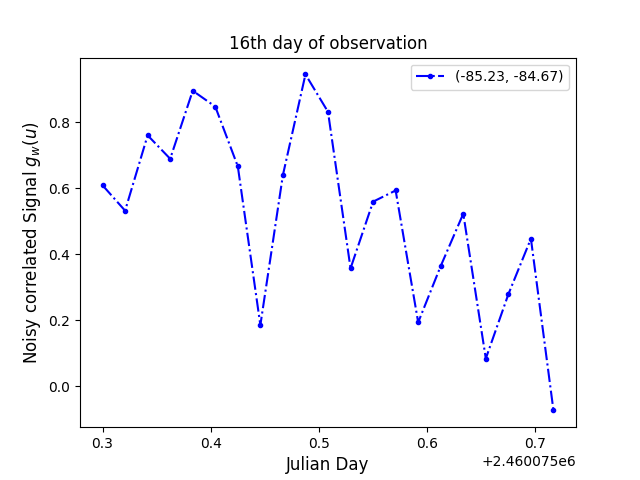 16th day of observation
(-85.23, -84.67)
Noisy correlated Signal g_w(u)
0.8
0.6
0.4
0.2
0.0
0.3 0.4 0.5 0.6 0.7
+2.460075e6
Julian Day